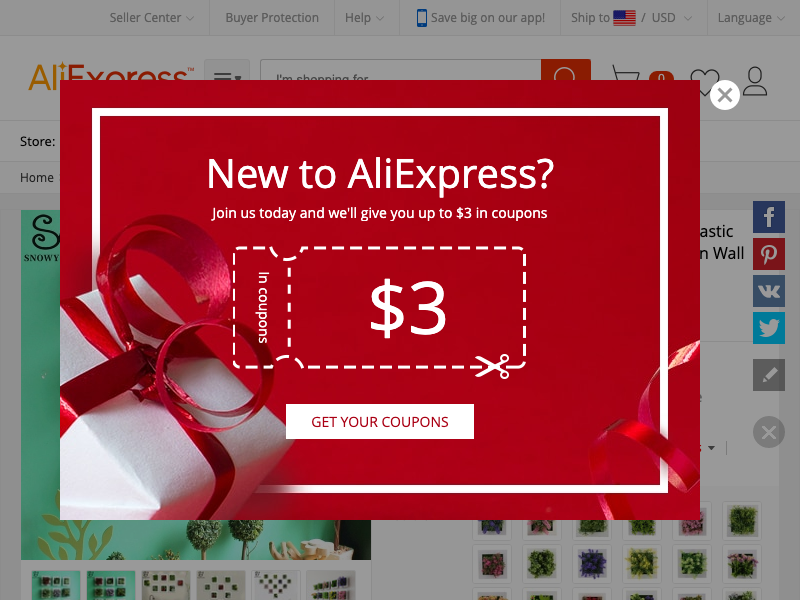 Seller Center
Buyer Protection
Help
Save big on our app!
Ship to / USD
Language
AliExpress™
I'm shopping for
0
Store:
Home
S
SNOWY
astic
n Wall
New to AliExpress?
Join us today and we'll give you up to $3 in coupons
In coupons
$3
GET YOUR COUPONS